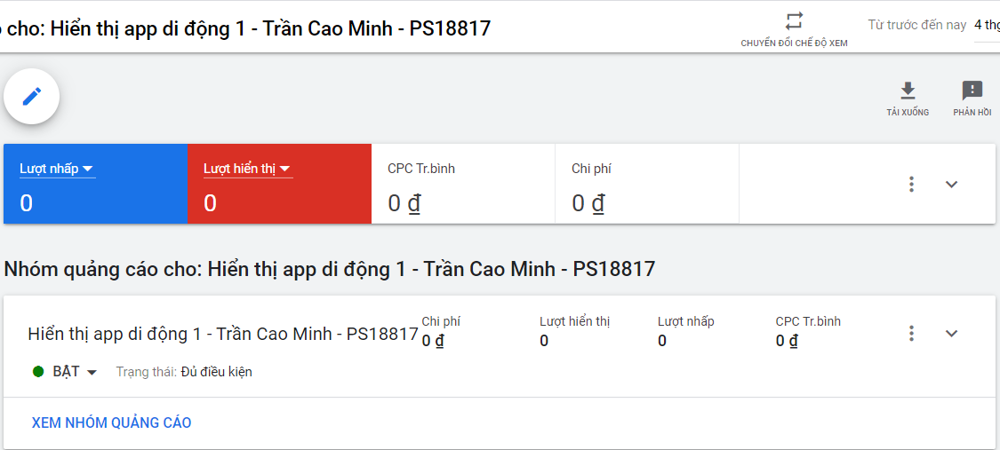 o cho: Hiển thị app di động 1 - Trần Cao Minh - PS18817
CHUYỂN ĐỔI CHẾ ĐỘ XEM
Từ trước đến nay 4 thg
TẢI XUỐNG
PHẢN HỒI
Lượt nhấp
0
Lượt hiển thị
0
CPC Tr.bình
0 ₫
Chi phí
0 ₫
Nhóm quảng cáo cho: Hiển thị app di động 1 - Trần Cao Minh - PS18817
Hiển thị app di động 1 - Trần Cao Minh - PS18817
Chi phí
0 ₫
Lượt hiển thị
0
Lượt nhấp
0
CPC Tr.bình
0 ₫
BẬT
Trạng thái: Đủ điều kiện
XEM NHÓM QUẢNG CÁO